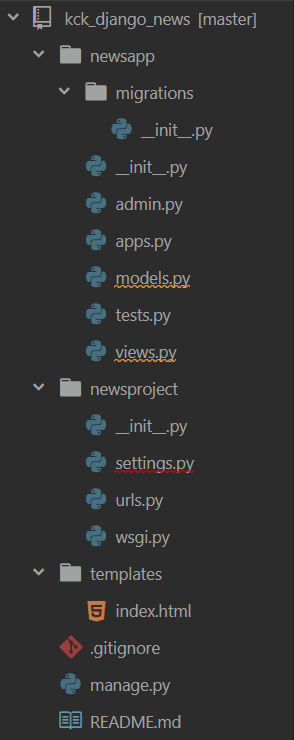 kck_django_news [master]
newsapp
migrations
__init__.py
__init__.py
admin.py
apps.py
models.py
tests.py
views.py
newsproject
__init__.py
settings.py
urls.py
wsgi.py
templates
index.html
.gitignore
manage.py
README.md